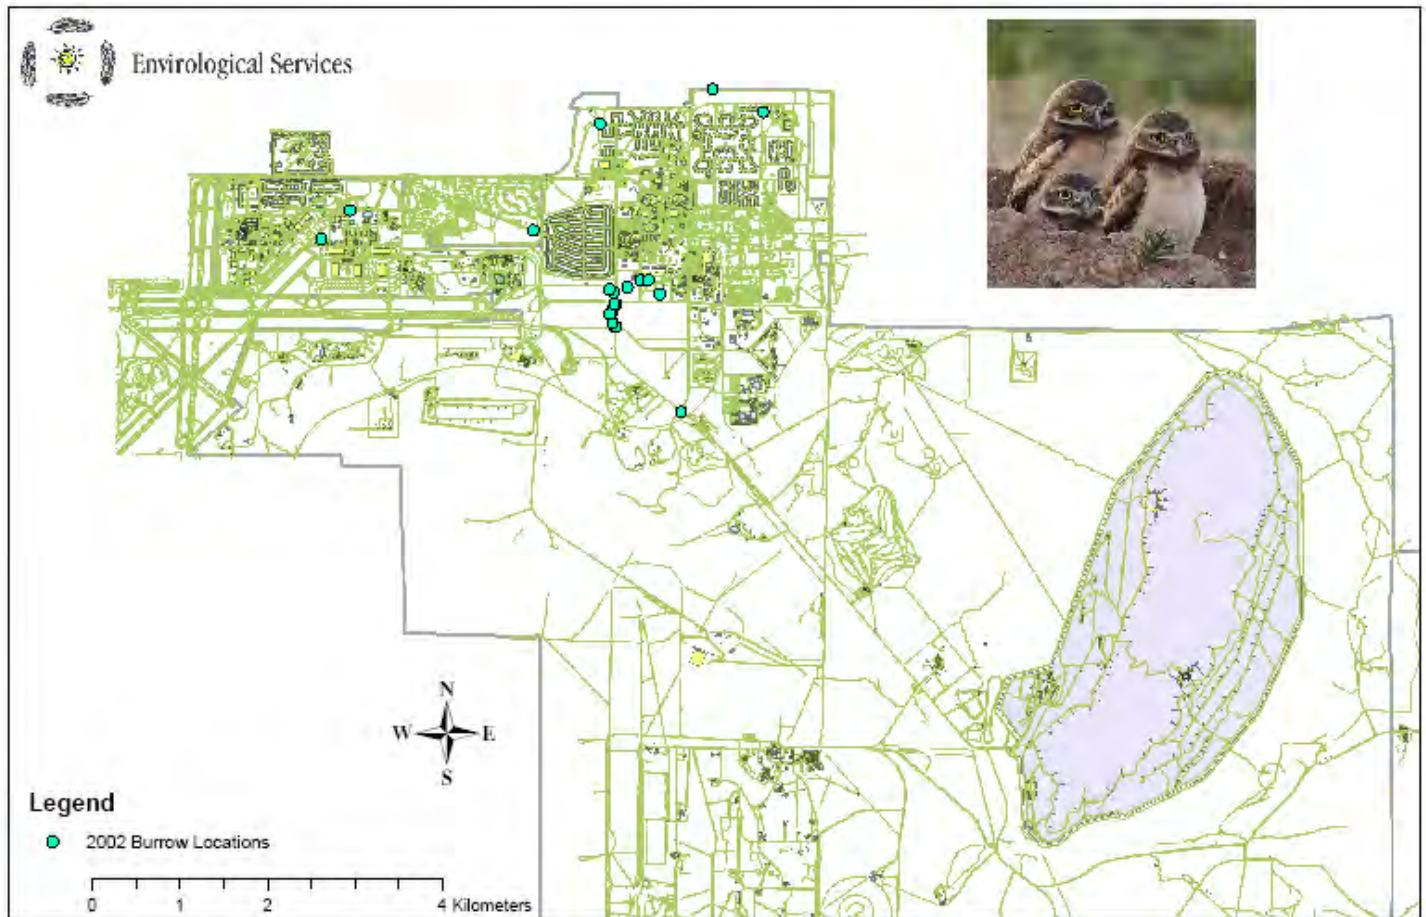 Envirological Services
N
W E
S
Legend
2002 Burrow Locations
0 1 2 4 Kilometers